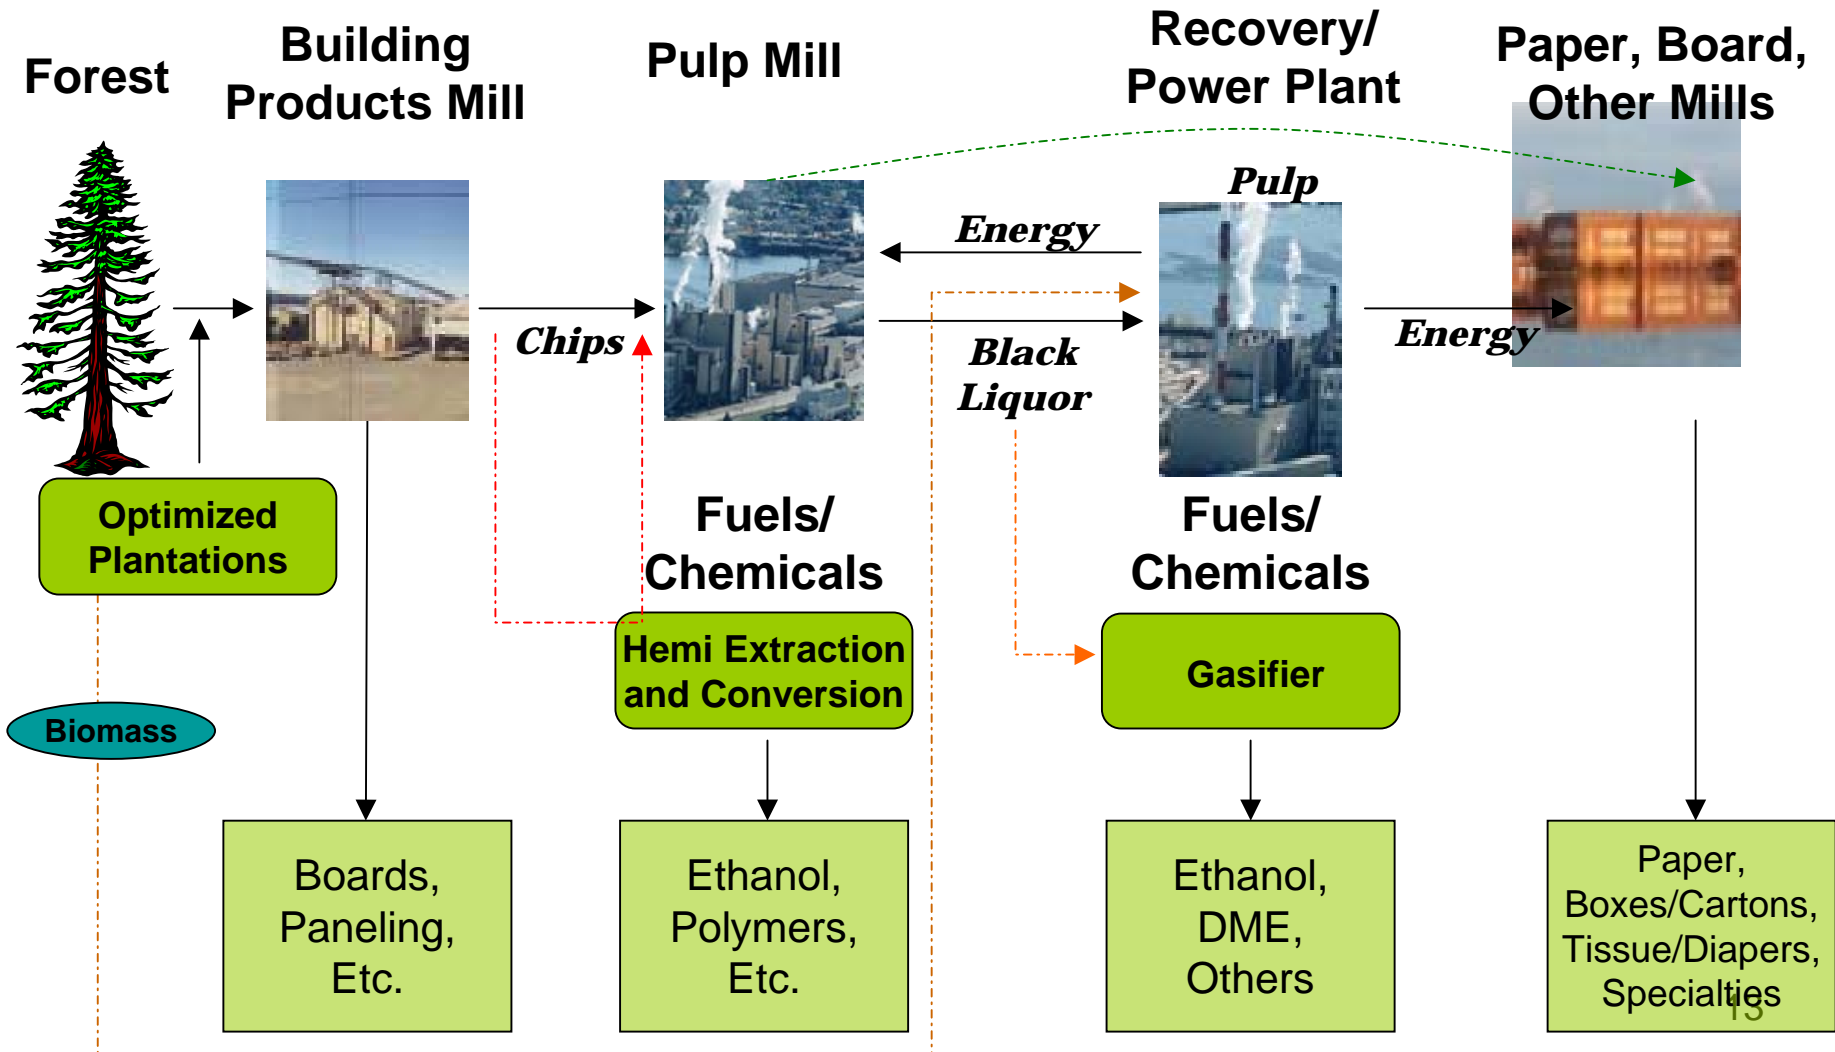 Forest
Building
Products Mill
Pulp Mill
Recovery/
Power Plant
Paper, Board,
Other Mills
Pulp
Energy
Chips
Black
Liquor
Energy
Optimized
Plantations
Fuels/
Chemicals
Fuels/
Chemicals
Hemi Extraction
and Conversion
Gasifier
Biomass
Boards,
Paneling,
Etc.
Ethanol,
Polymers,
Etc.
Ethanol,
DME,
Others
Paper,
Boxes/Cartons,
Tissue/Diapers,
Specialties
13